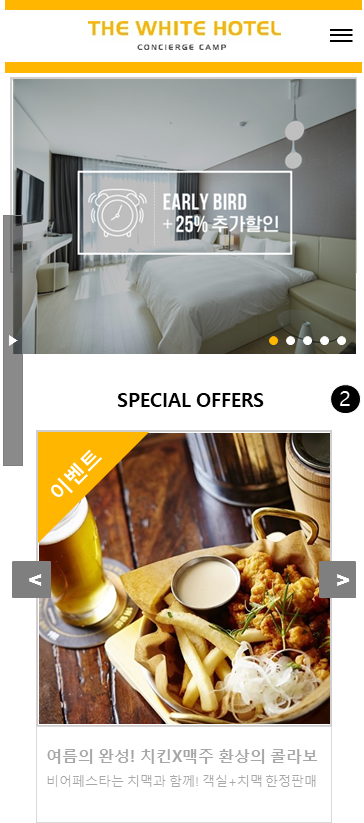 THE WHITE HOTEL
CONCIERGE CAMP
EARLY BIRD
+25% 추가할인
SPECIAL OFFERS
2
이벤트
<
>
여름의 완성! 치킨X맥주 환상의 콜라보
비어페스타는 치맥과 함께! 객실+치맥 한정판매